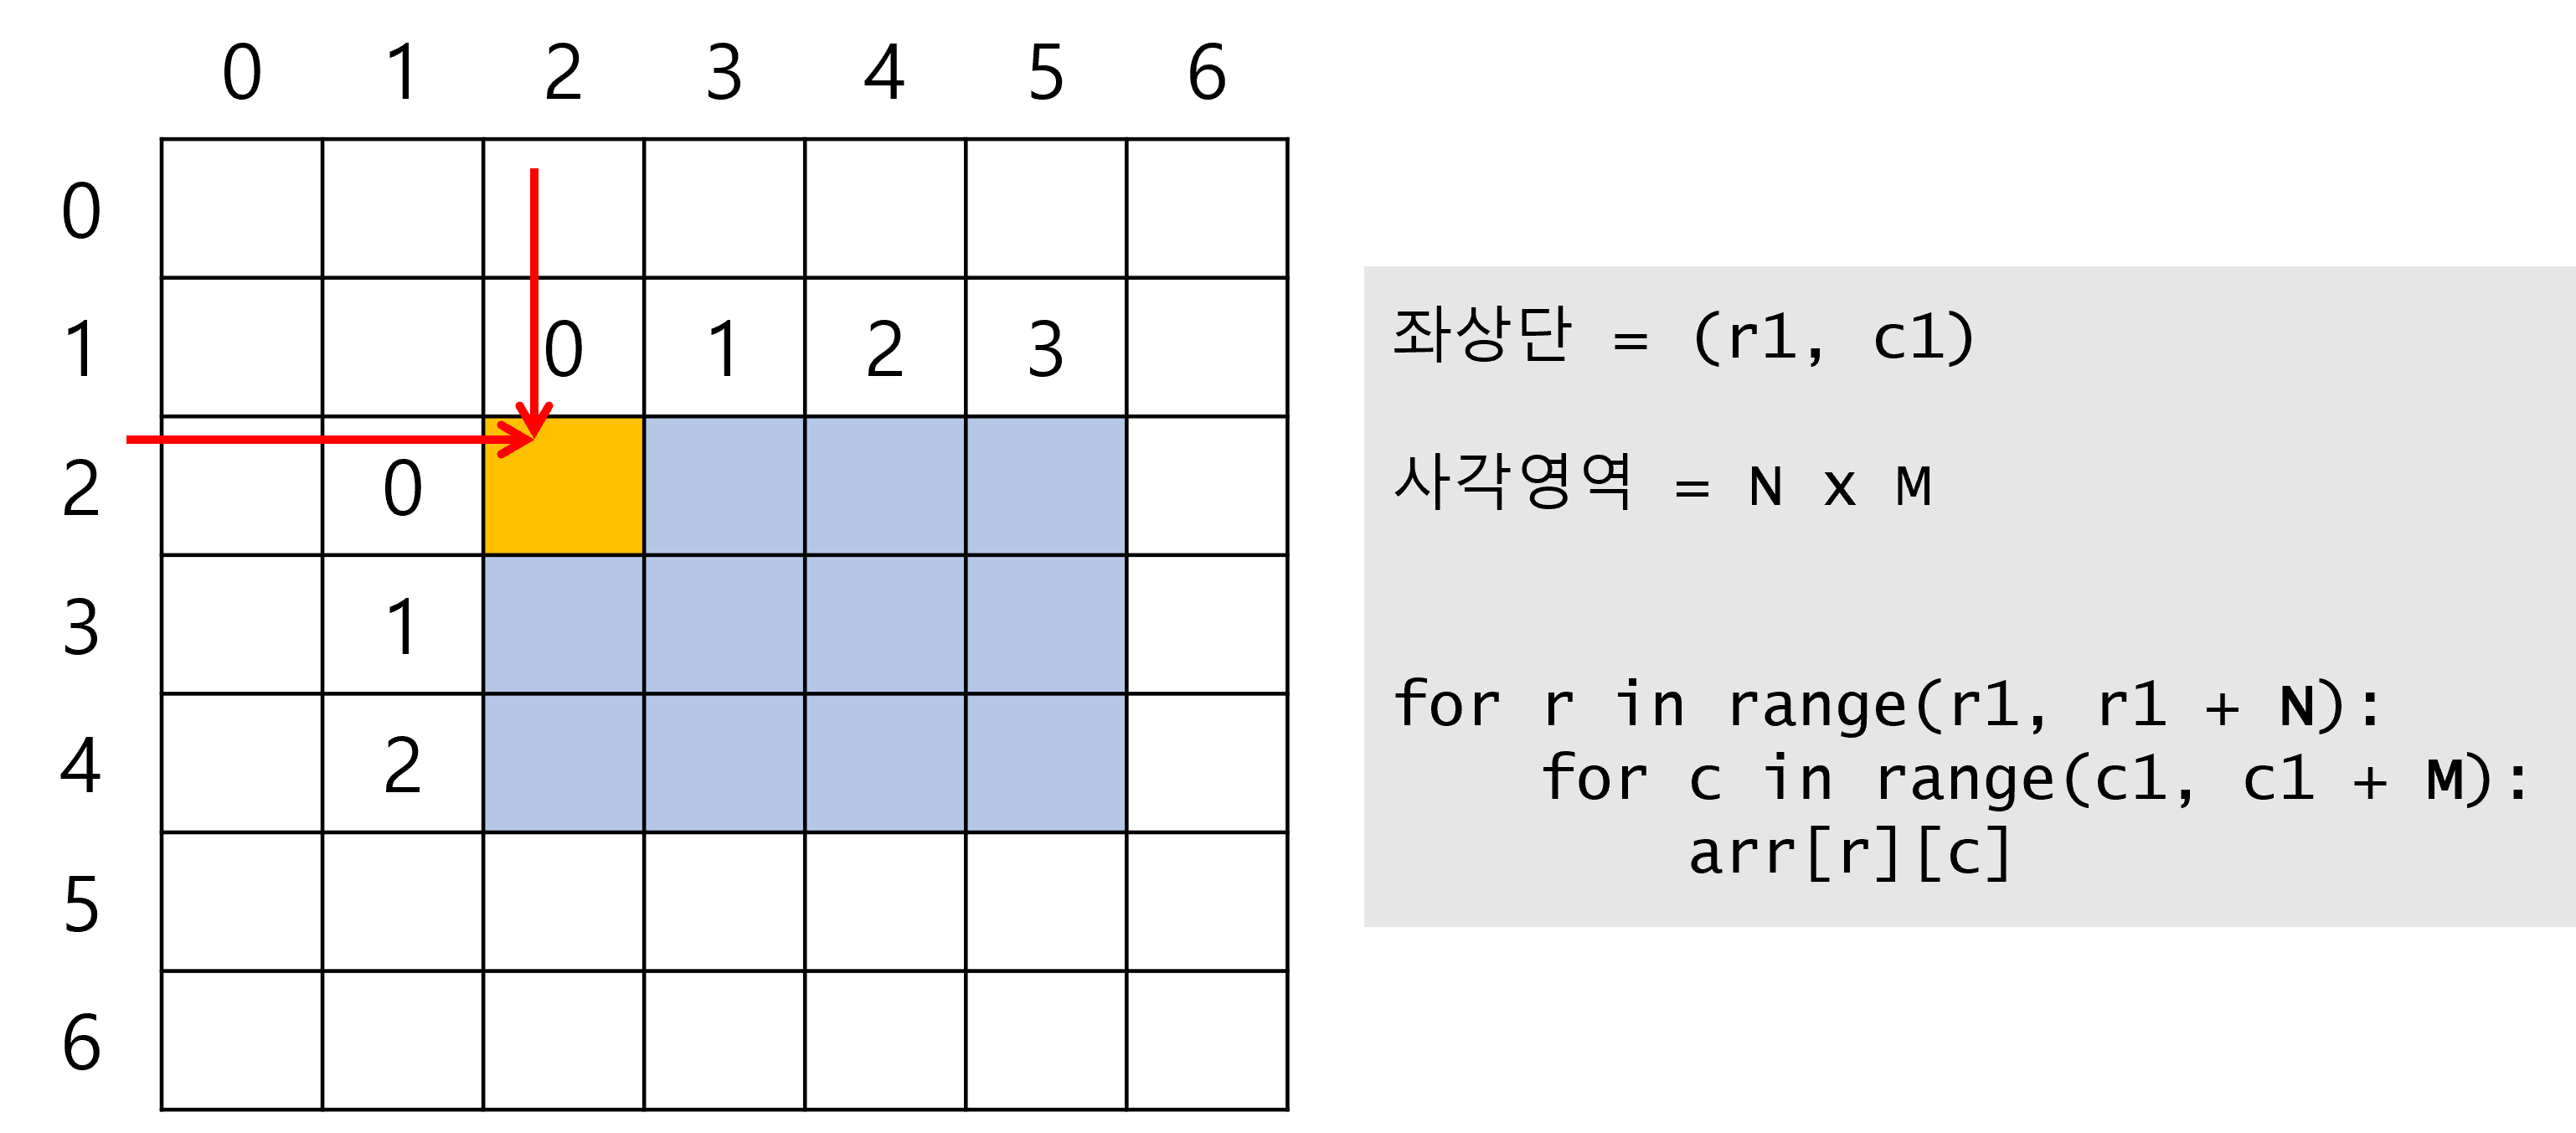 0 1 2 3 4 5 6
0
1 0 1 2 3
2 0
3 1
4 2
5
6
좌상단 = (r1, c1)
사각영역 = N x M
for r in range(r1, r1 + N):
    for c in range(c1, c1 + M):
        arr[r][c]